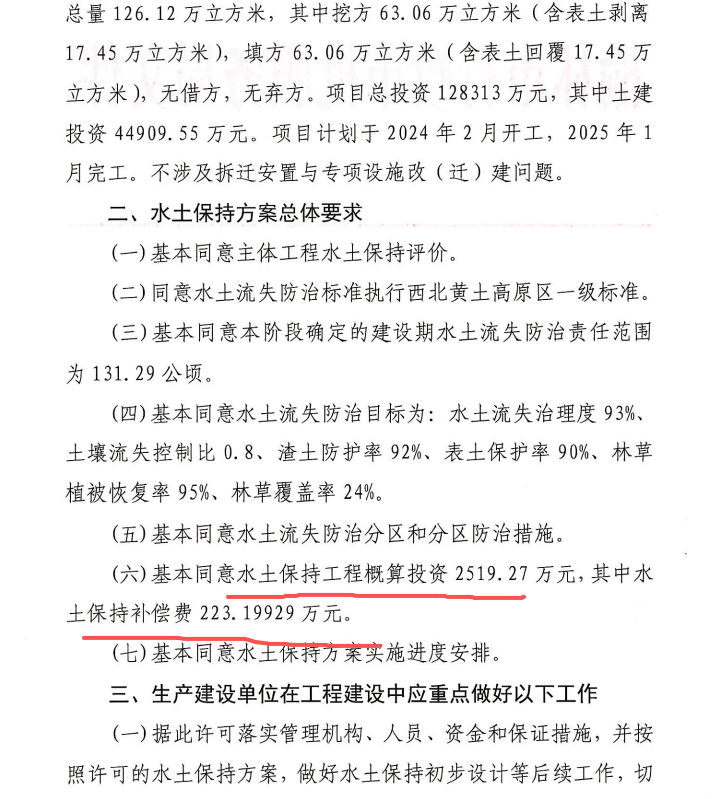 总量 126.12 万立方米，其中挖方 63.06 万立方米（含表土剥离
17.45 万立方米），填方 63.06 万立方米（含表土回覆 17.45 万
立方米），无借方，无弃方。项目总投资 128313 万元，其中土建
投资 44909.55 万元。项目计划于 2024 年 2 月开工，2025 年 1
月完工。不涉及拆迁安置与专项设施改（迁）建问题。
二、水土保持方案总体要求
（一）基本同意主体工程水土保持评价。
（二）同意水土流失防治标准执行西北黄土高原区一级标准。
（三）基本同意本阶段确定的建设期水土流失防治责任范围
为 131.29 公顷。
（四）基本同意水土流失防治目标为：水土流失治理度 93%、
土壤流失控制比 0.8、渣土防护率 92%、表土保护率 90%、林草
植被恢复率 95%、林草覆盖率 24%。
（五）基本同意水土流失防治分区和分区防治措施。
（六）基本同意水土保持工程概算投资 2519.27 万元，其中水
土保持补偿费 223.19929 万元。
（七）基本同意水土保持方案实施进度安排。
三、生产建设单位在工程建设中应重点做好以下工作
（一）据此许可落实管理机构、人员、资金和保证措施，并按
照许可的水土保持方案，做好水土保持初步设计等后续工作，切